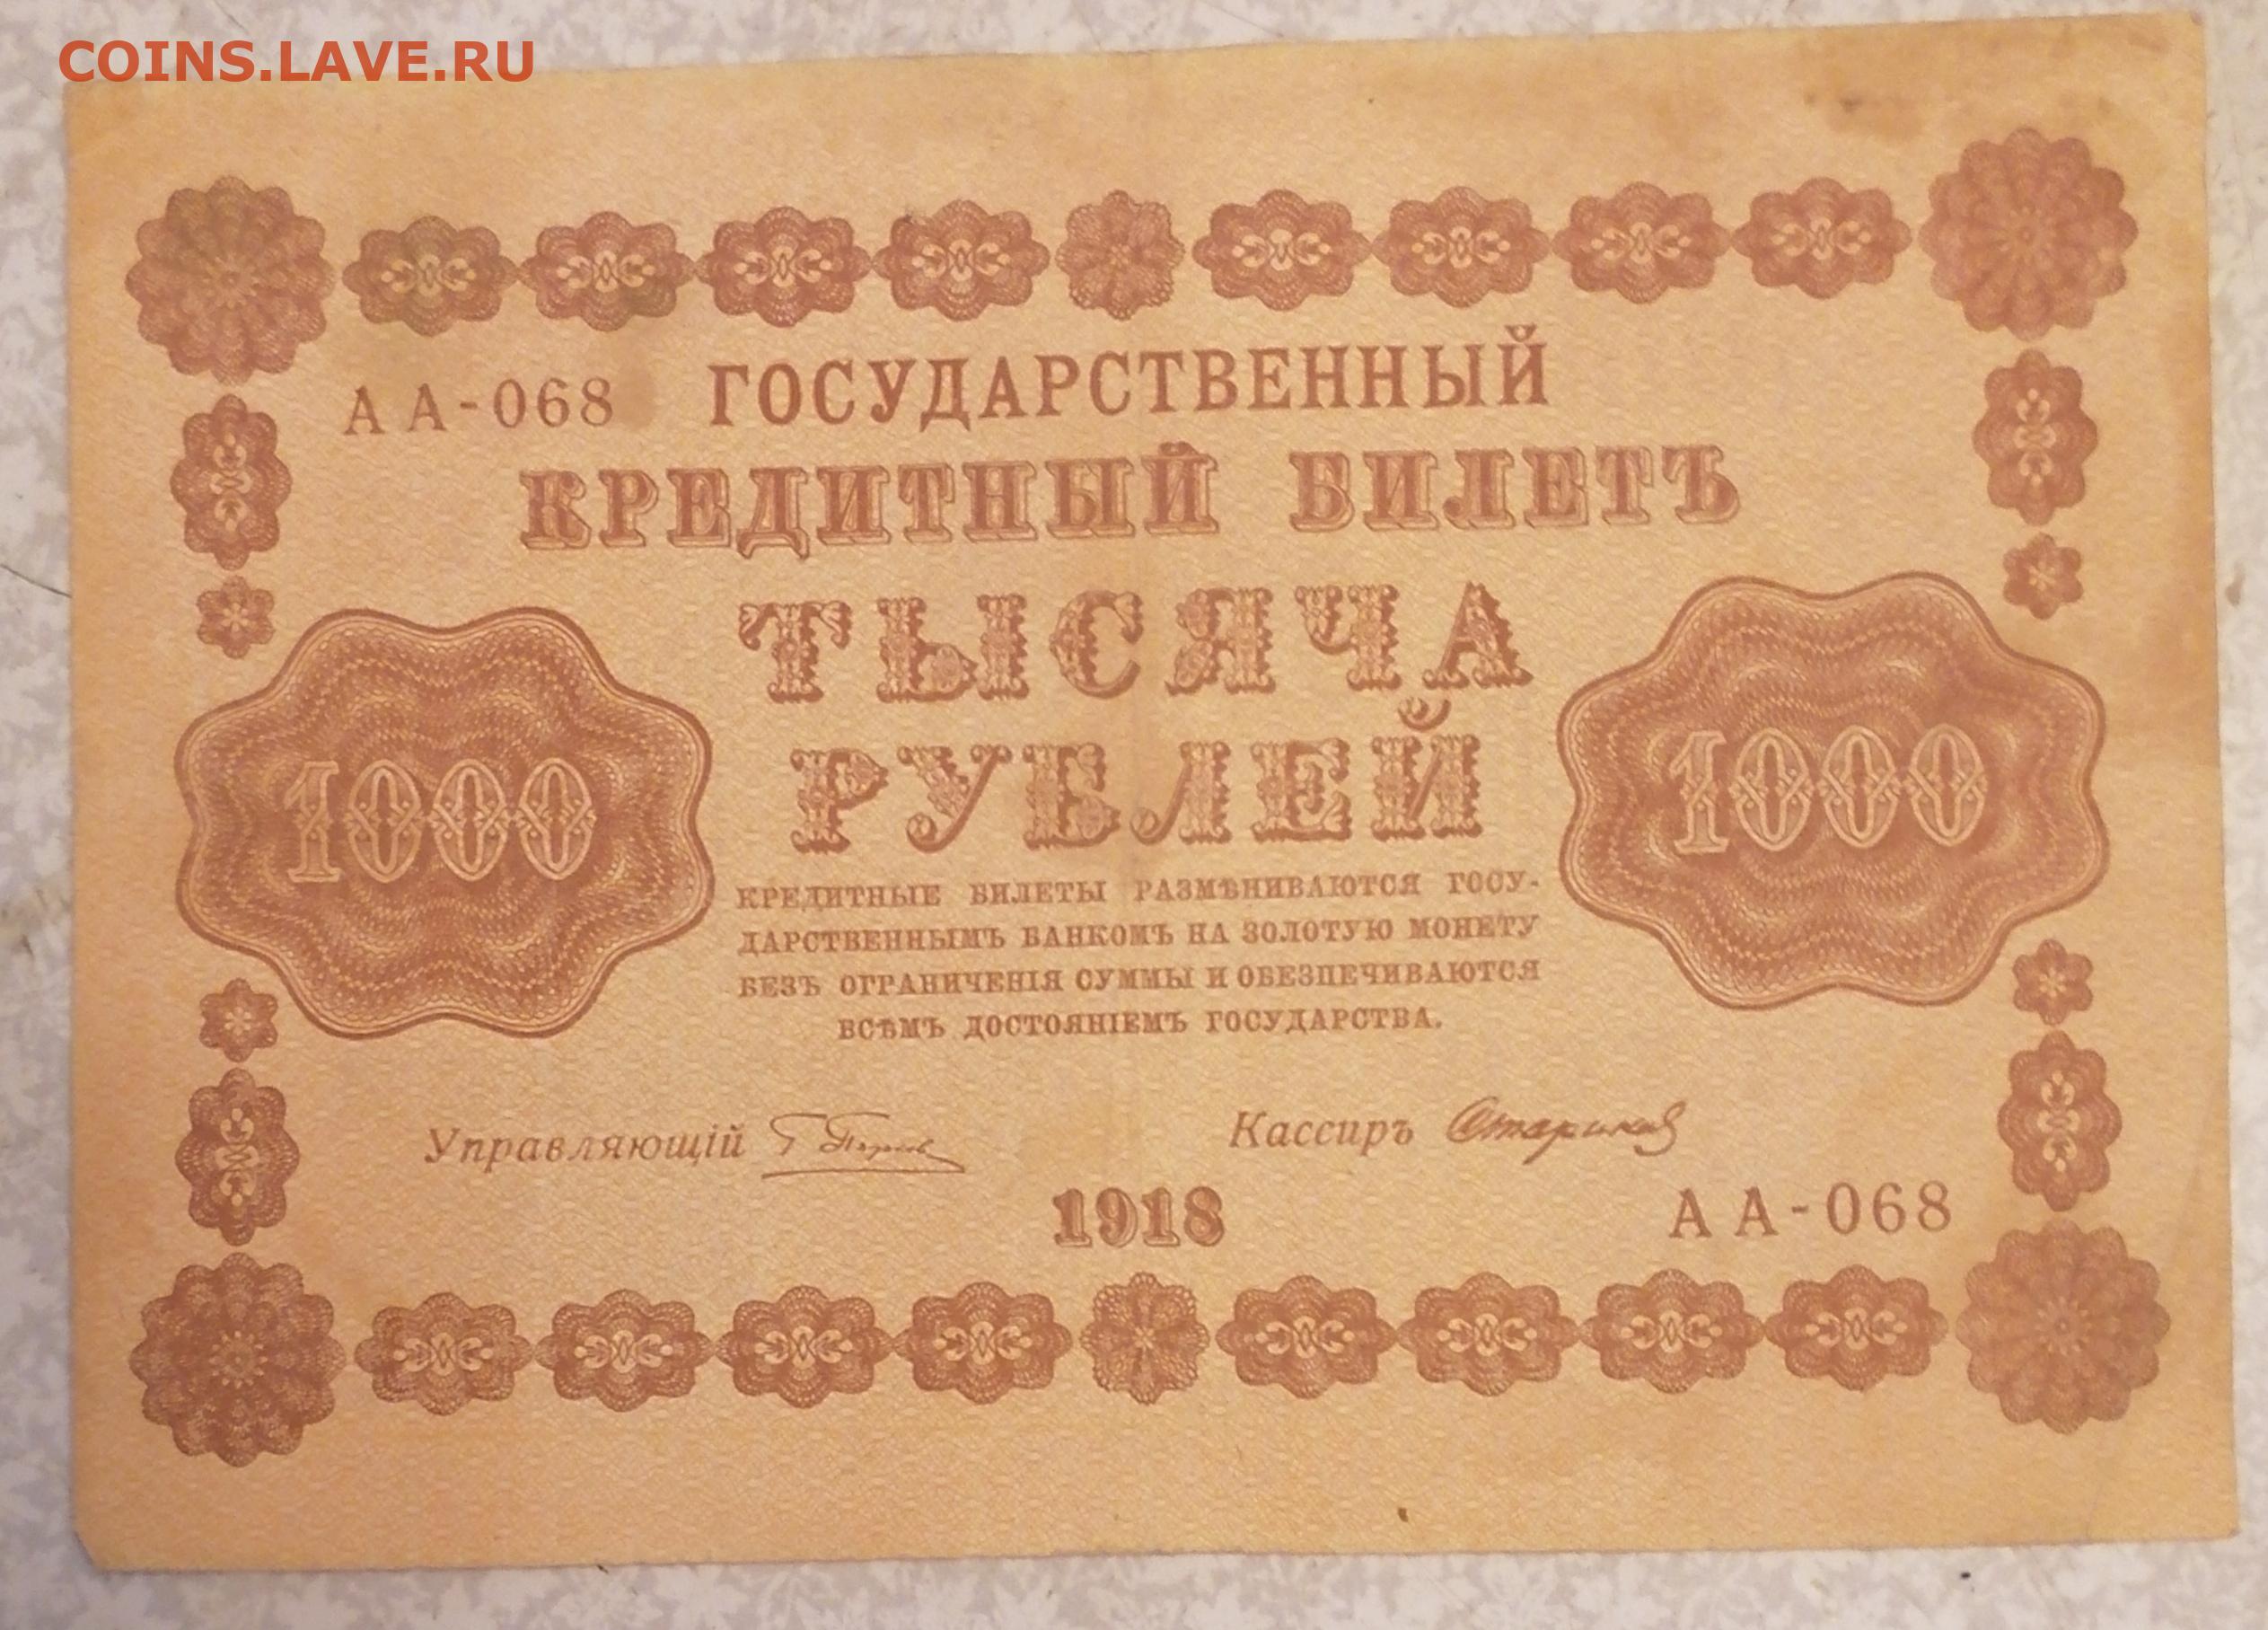 COINS.LAVE.RU
АА-068
ГОСУДАРСТВЕННЫЙ
КРЕДИТНЫЙ БИЛЕТЪ
ТЫСЯЧА
РУБЛЕЙ
1000
1000
КРЕДИТНЫЕ БИЛЕТЫ РАЗМѢНИВАЮТСЯ ГОСУ-
ДАРСТВЕННЫМЪ БАНКОМЪ НА ЗОЛОТУЮ МОНЕТУ
БЕЗЪ ОГРАНИЧЕНІЯ СУММЫ И ОБЕЗПЕЧИВАЮТСЯ
ВСѢМЪ ДОСТОЯНІЕМЪ ГОСУДАРСТВА.
Управляющій
Кассиръ
1918
АА-068